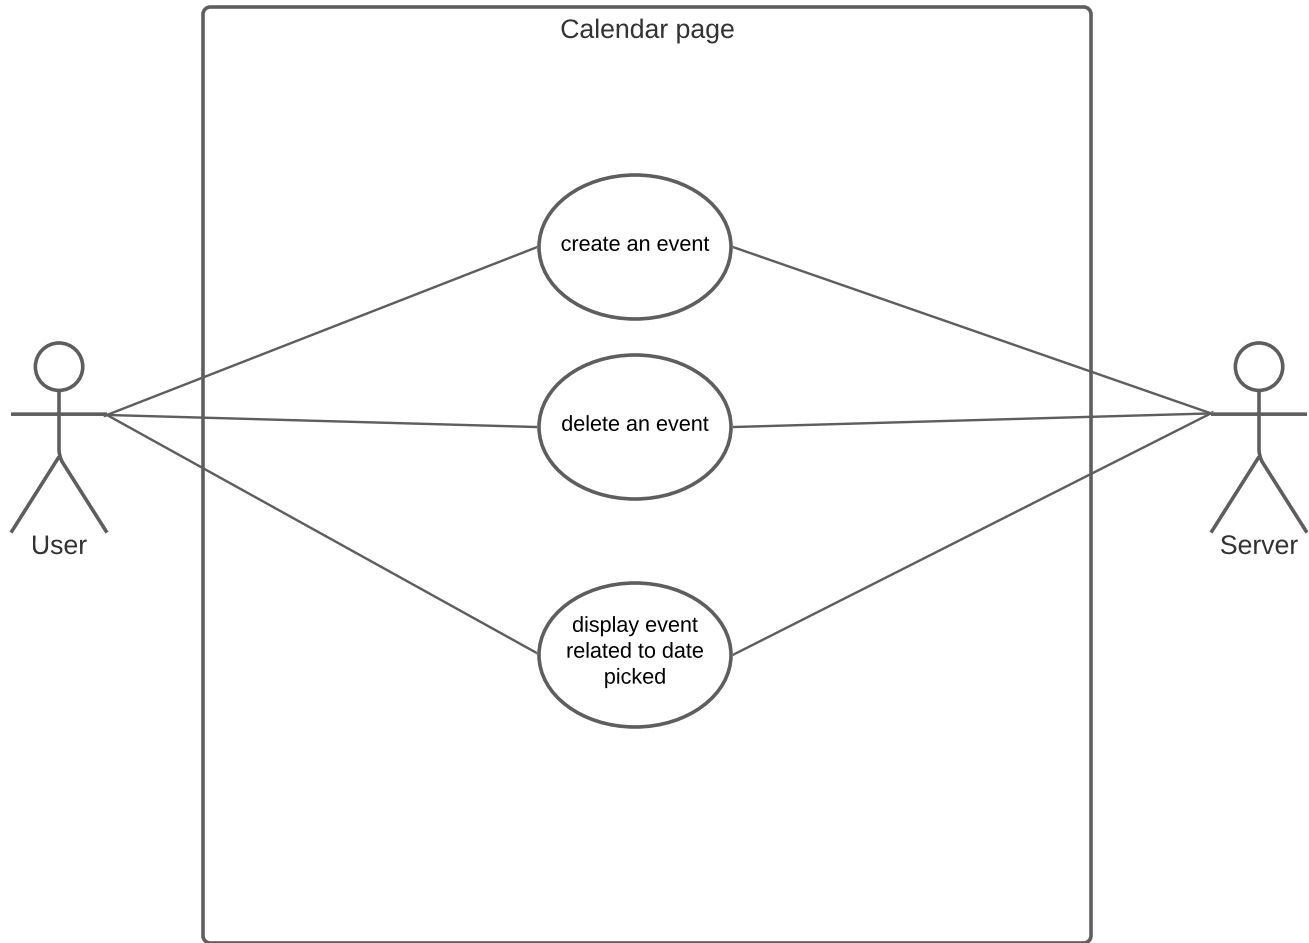 Calendar page
create an event
delete an event
User
Server
display event
related to date
picked